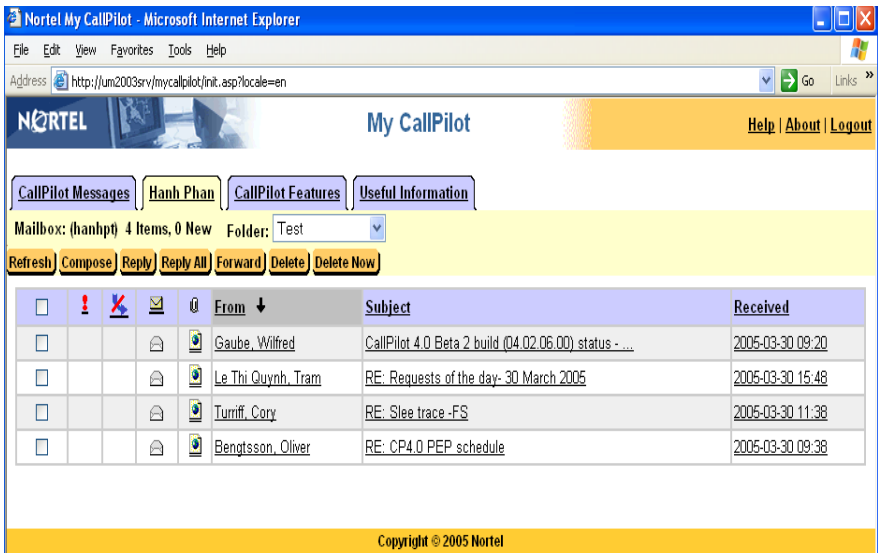 Nortel My CallPilot - Microsoft Internet Explorer
File Edit View Favorites Tools Help
Address http://um2003srv/mycallpilot/init.asp?locale=en Go Links »
NORTEL My CallPilot Help | About | Logout
CallPilot Messages Hanh Phan CallPilot Features Useful Information
Mailbox: (hanhpt) 4 Items, 0 New Folder: Test
Refresh Compose Reply Reply All Forward Delete Delete Now
From Subject Received
Gaube, Wilfred CallPilot 4.0 Beta 2 build (04.02.06.00) status - ... 2005-03-30 09:20
Le Thi Quynh, Tram RE: Requests of the day- 30 March 2005 2005-03-30 15:48
Turriff, Cory RE: Slee trace -FS 2005-03-30 11:38
Bengtsson, Oliver RE: CP4.0 PEP schedule 2005-03-30 09:38
Copyright © 2005 Nortel